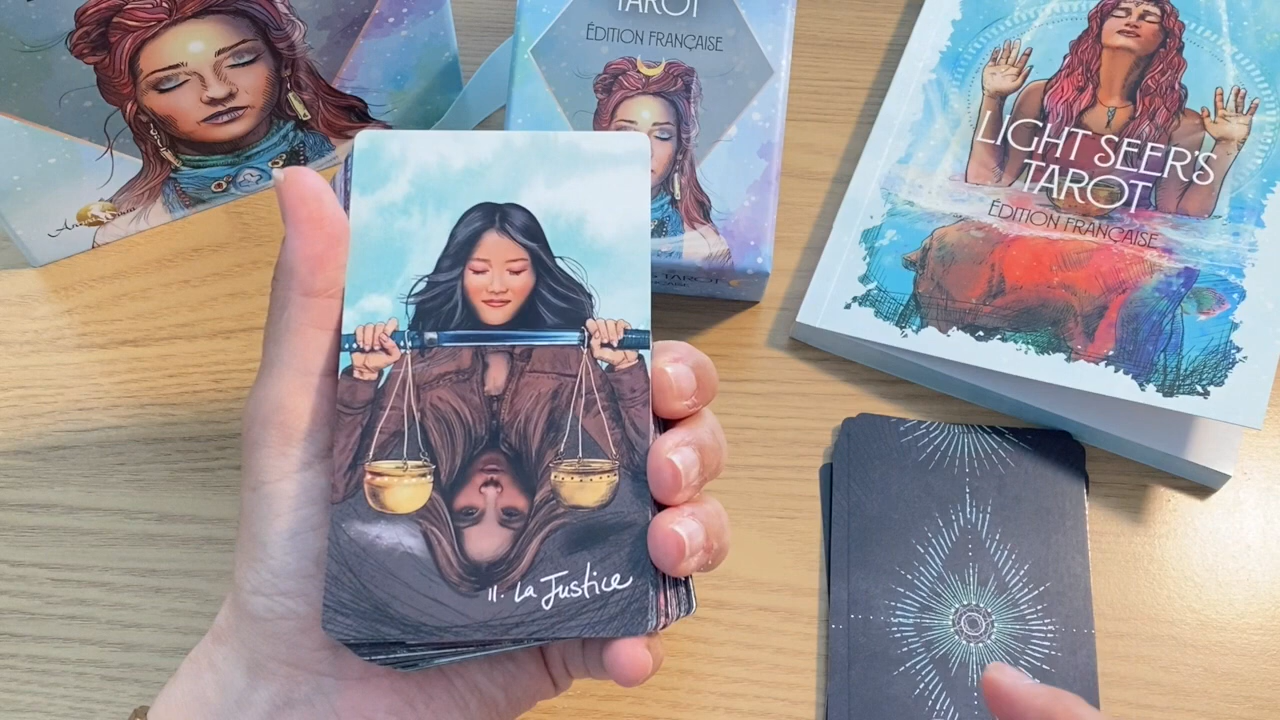 TAROT
ÉDITION FRANÇAISE
LIGHT SEER'S
TAROT
ÉDITION FRANÇAISE
11. La Justice